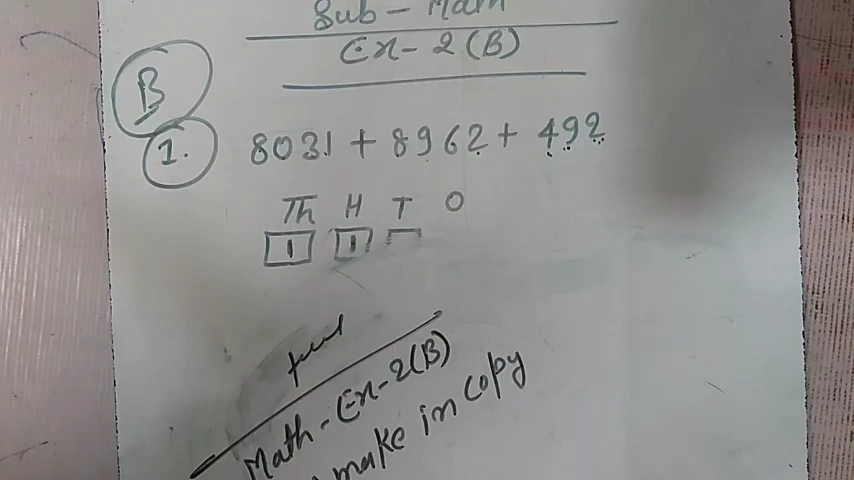 Sub - Math
Ex - 2 (B)
B
1. 8031 + 8962 + 492
Th H T O
1 1
Math - Ex - 2(B)
make in copy